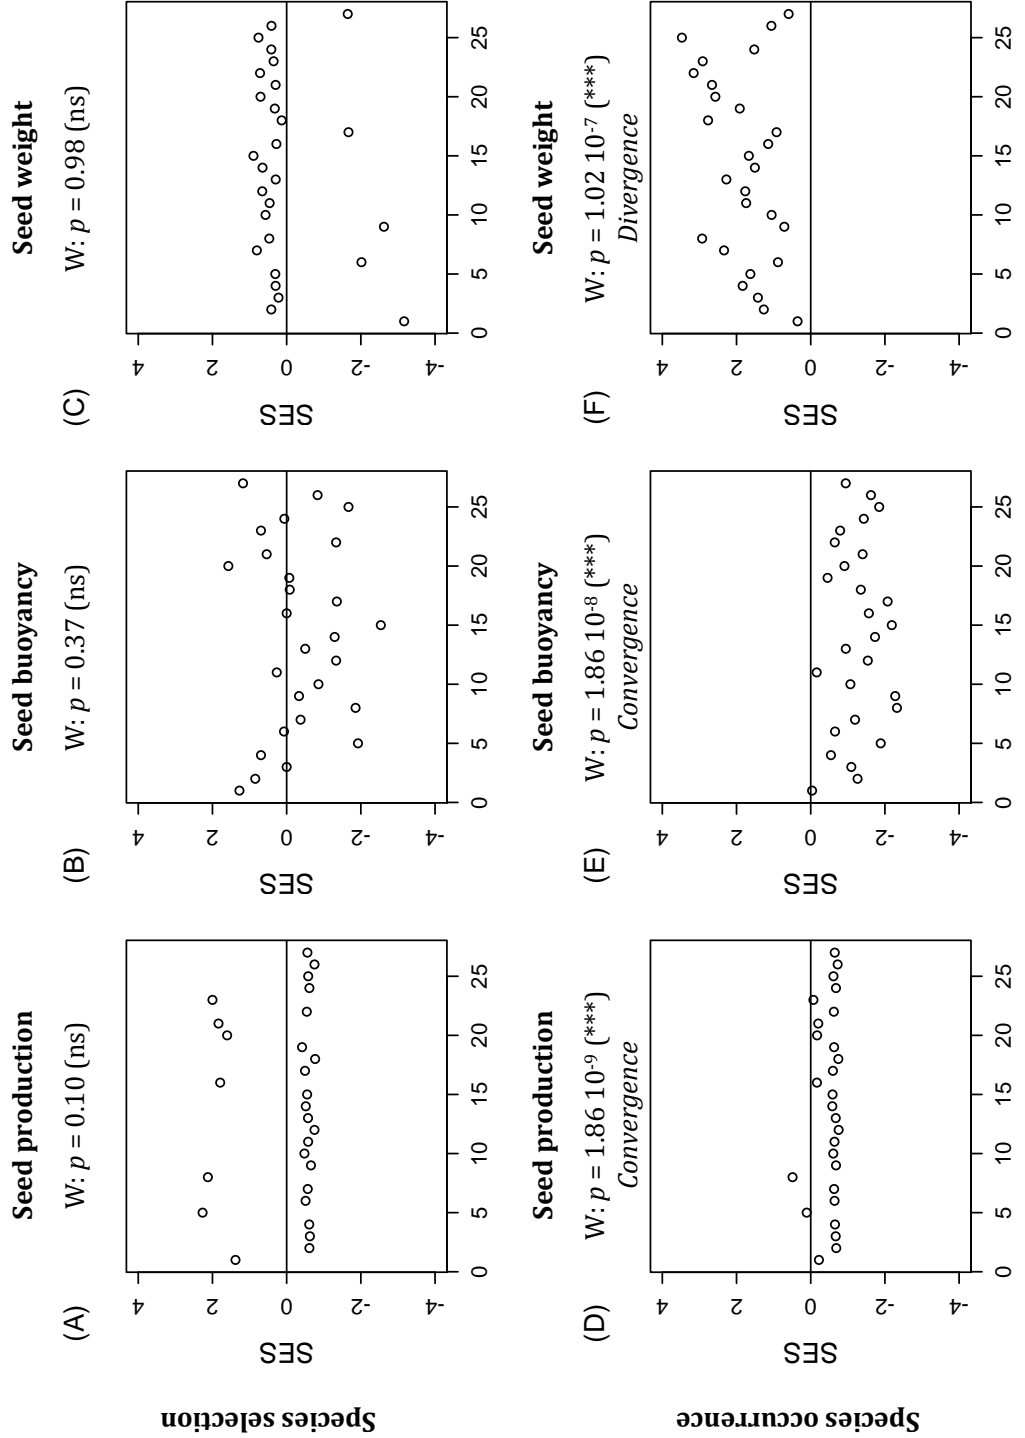 Species selection
Seed production
Seed buoyancy
Seed weight
(A)
W: p = 0.10 (ns)
(B)
W: p = 0.37 (ns)
(C)
W: p = 0.98 (ns)
SES
4
2
0
-2
-4
0
5
10
15
20
25
SES
4
2
0
-2
-4
0
5
10
15
20
25
SES
4
2
0
-2
-4
0
5
10
15
20
25
Species occurrence
Seed production
Seed buoyancy
Seed weight
(D)
W: p = 1.86 10⁻⁹ (***)
Convergence
(E)
W: p = 1.86 10⁻⁸ (***)
Convergence
(F)
W: p = 1.02 10⁻⁷ (***)
Divergence
SES
4
2
0
-2
-4
0
5
10
15
20
25
SES
4
2
0
-2
-4
0
5
10
15
20
25
SES
4
2
0
-2
-4
0
5
10
15
20
25